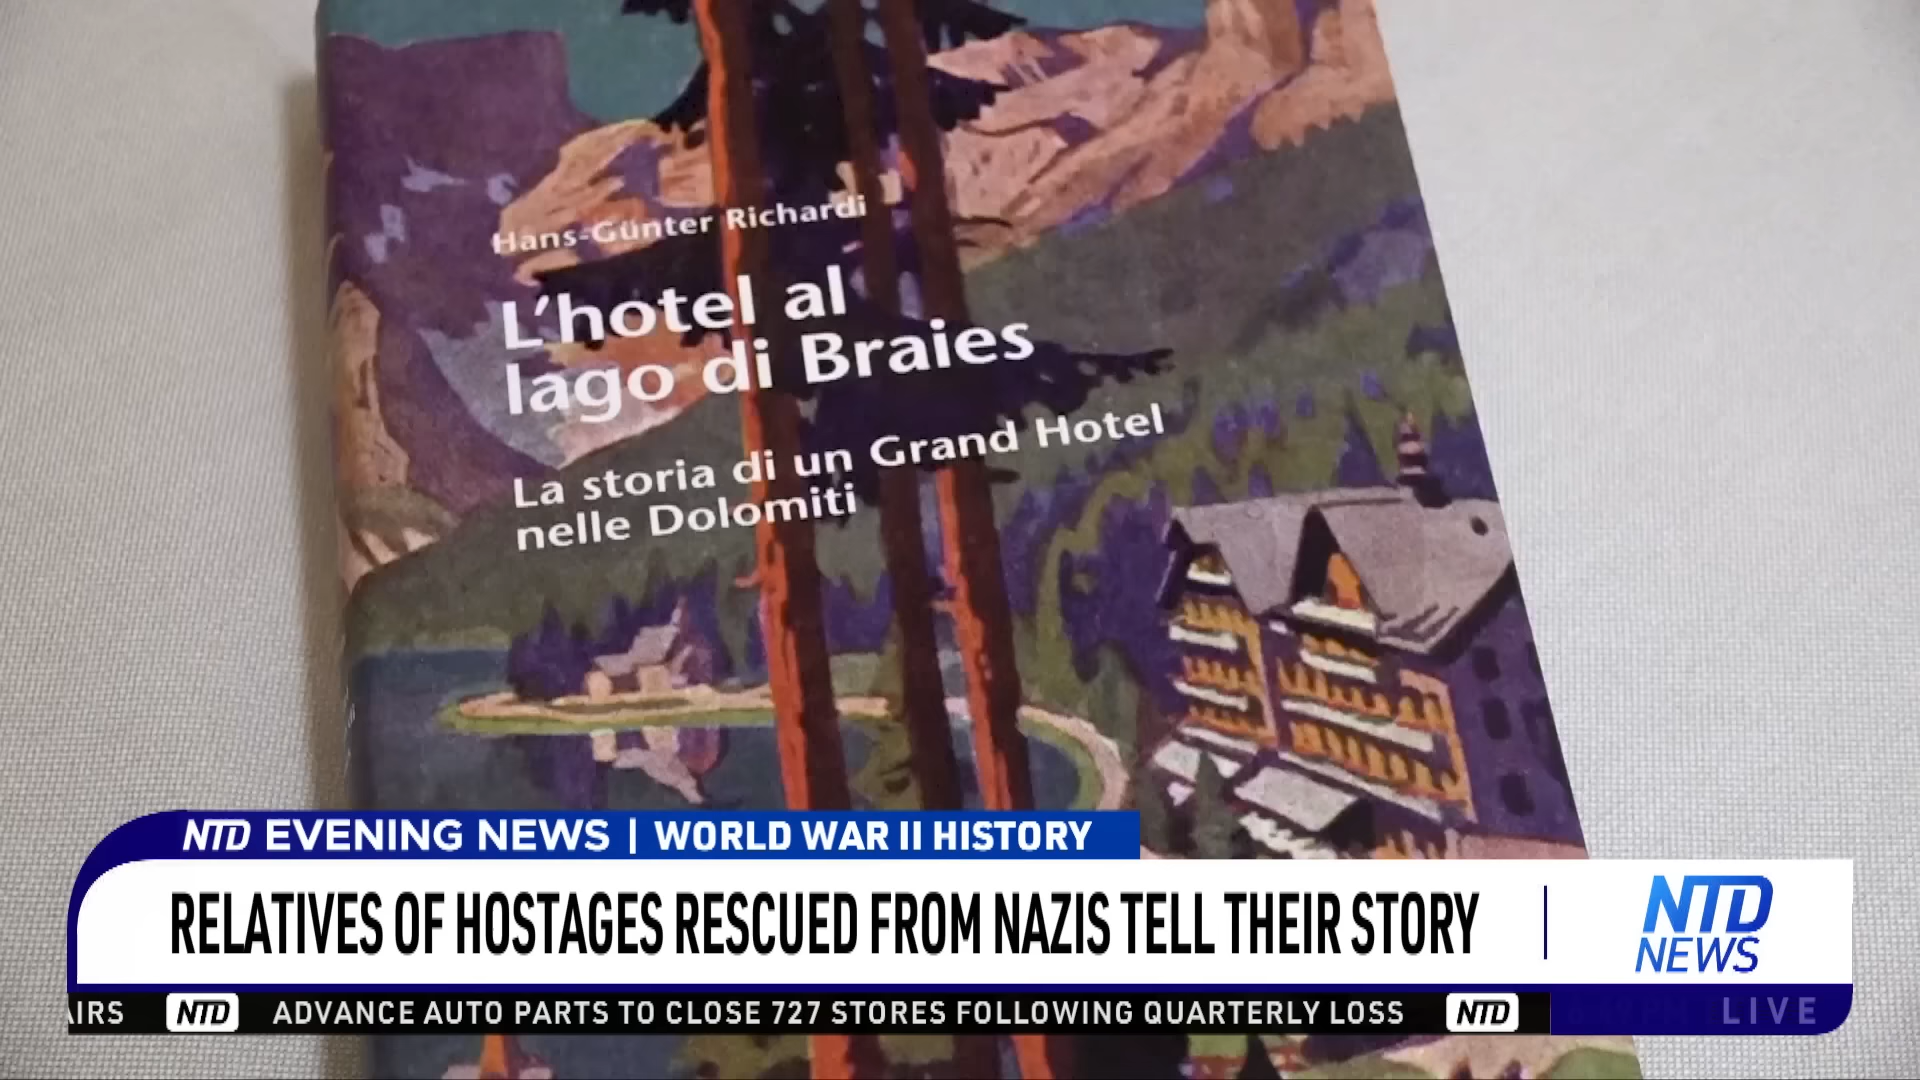 Hans-Günter Richardi
L'hotel al
lago di Braies
La storia di un Grand Hotel
nelle Dolomiti
NTD EVENING NEWS | WORLD WAR II HISTORY
RELATIVES OF HOSTAGES RESCUED FROM NAZIS TELL THEIR STORY
NTD
NEWS
AIRS NTD ADVANCE AUTO PARTS TO CLOSE 727 STORES FOLLOWING QUARTERLY LOSS NTD LIVE